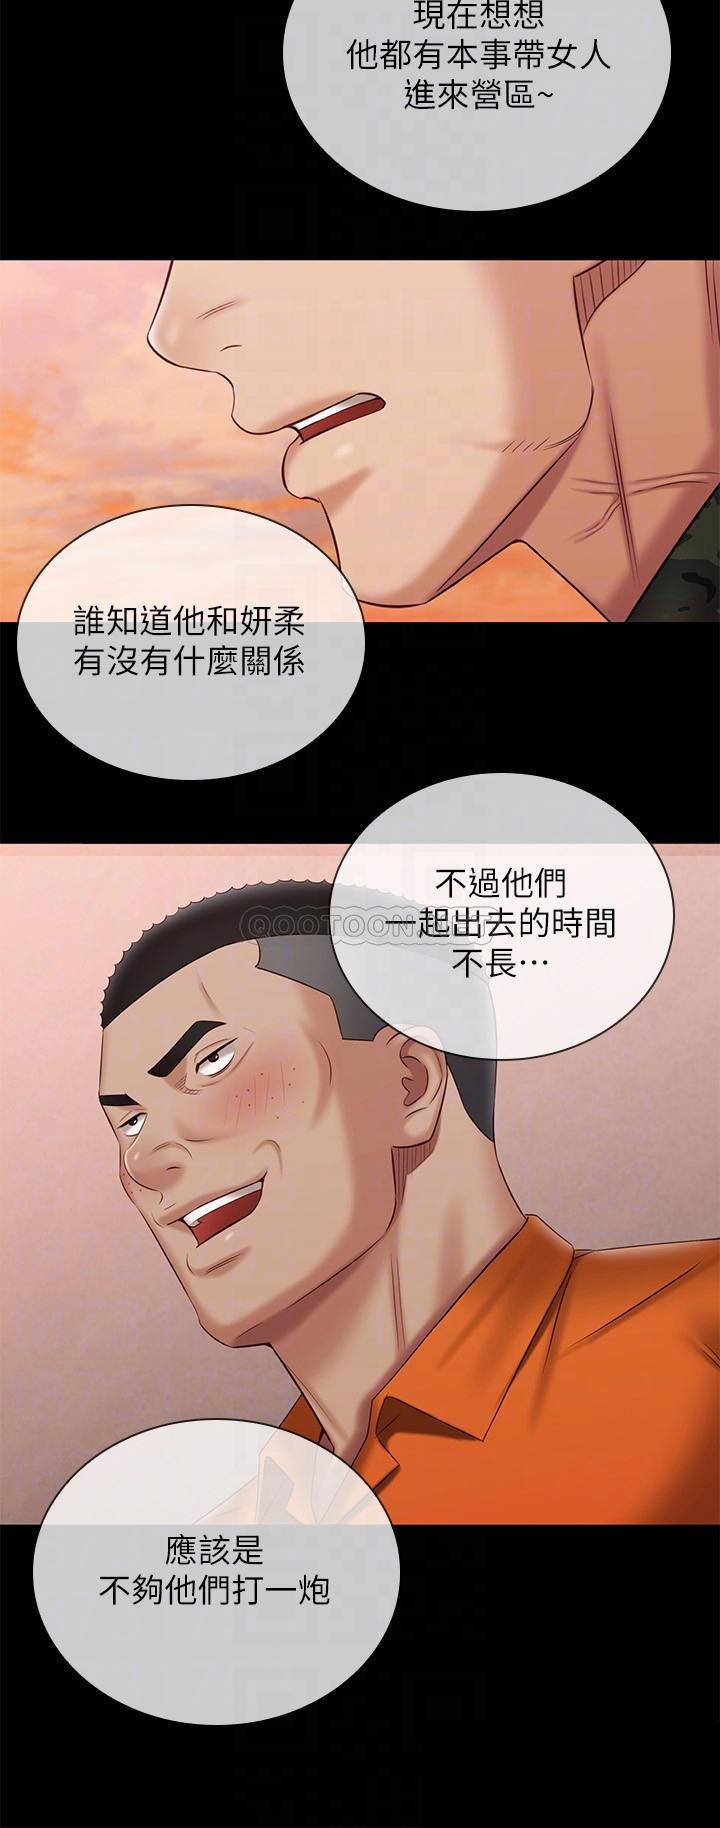 現在想想
他都有本事帶女人
進來營區~
誰知道他和妍柔
有沒有什麼關係
不過他們
一起出去的時間
不長…
應該是
不夠他們打一炮